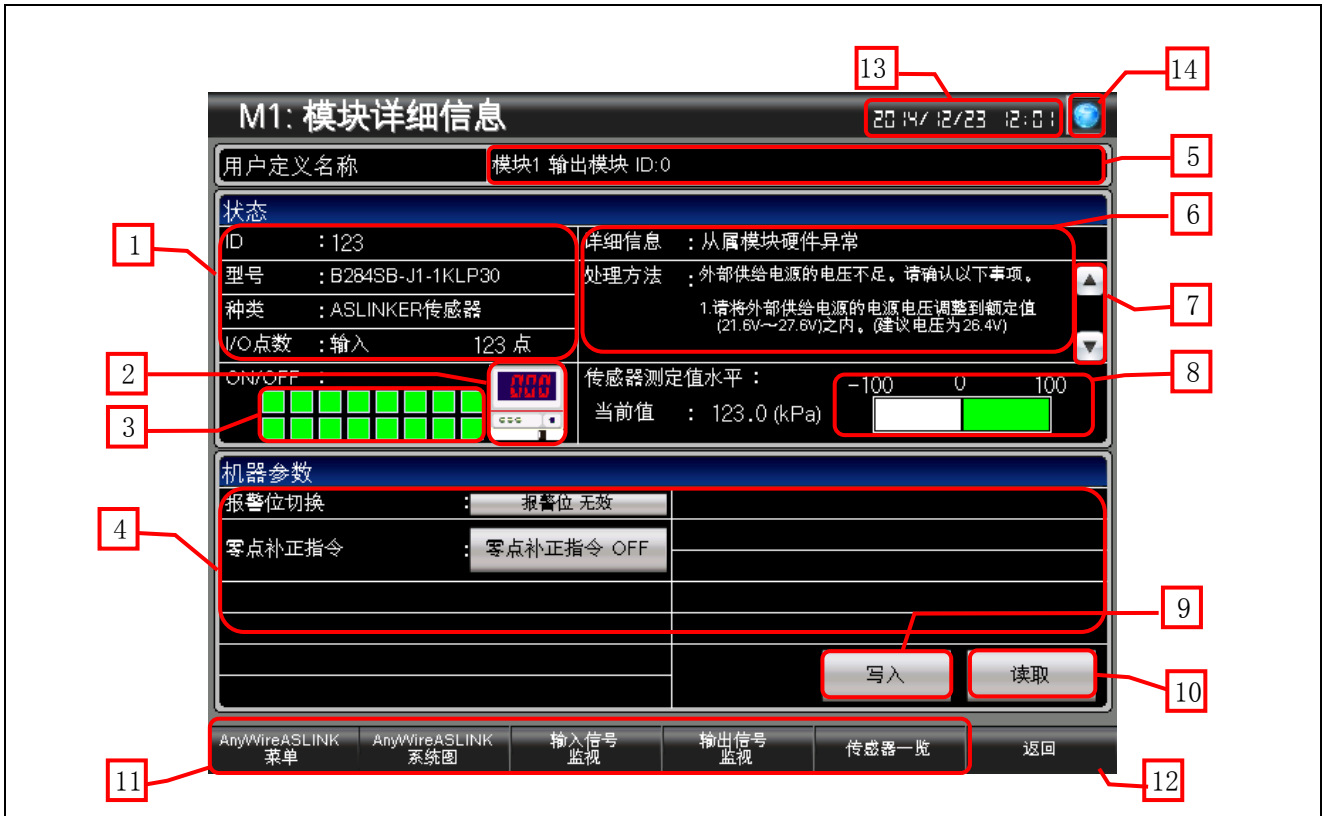 13
14
M1: 模块详细信息
2014/12/23 12:01
用户定义名称
模块1 输出模块 ID:0
5
状态
6
1
ID :123
详细信息 :从属模块硬件异常
型号 :B284SB-J1-1KLP30
处理方法 :外部供给电源的电压不足。请确认以下事项。
种类 :ASLINKER传感器
1.请将外部供给电源的电源电压调整到额定值
(21.6V～27.6V)之内。(建议电压为26.4V)
7
I/O点数 :输入 123 点
2
ON/OFF :
000
传感器测定值水平：
-100 0 100
8
3
当前值 : 123.0 (kPa)
机器参数
4
报警位切换 : 报警位 无效
零点补正指令 : 零点补正指令 OFF
9
写入
读取
10
AnyWireASLINK
菜单
AnyWireASLINK
系统图
输入信号
监视
输出信号
监视
传感器一览
返回
11
12